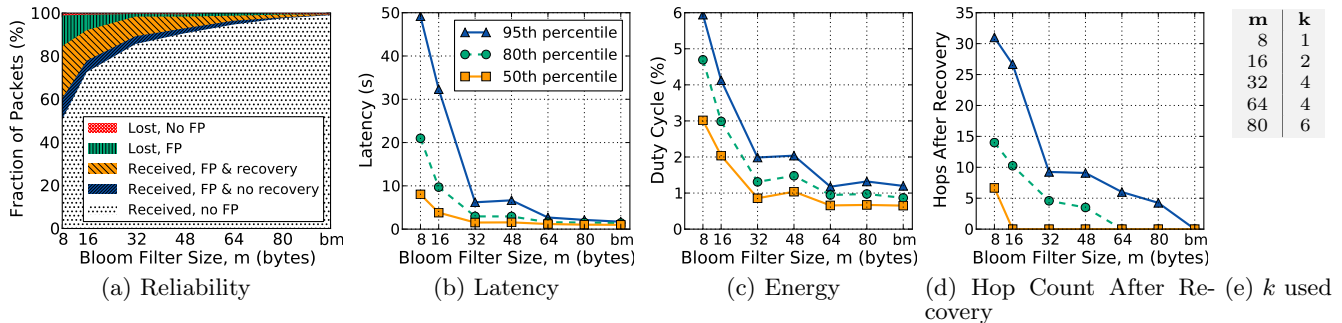 100
80
60
40
20
0
Fraction of Packets (%)
Lost, No FP
Lost, FP
Received, FP & recovery
Received, FP & no recovery
Received, no FP
8 16 32 48 64 80 bm
Bloom Filter Size, m (bytes)
(a) Reliability
50
40
30
20
10
0
Latency (s)
95th percentile
80th percentile
50th percentile
8 16 32 48 64 80 bm
Bloom Filter Size, m (bytes)
(b) Latency
6
5
4
3
2
1
0
Duty Cycle (%)
8 16 32 48 64 80 bm
Bloom Filter Size, m (bytes)
(c) Energy
35
30
25
20
15
10
5
0
Hops After Recovery
8 16 32 48 64 80 bm
Bloom Filter Size, m (bytes)
(d) Hop Count After Re-
covery
m k
8 1
16 2
32 4
64 4
80 6
(e) k used